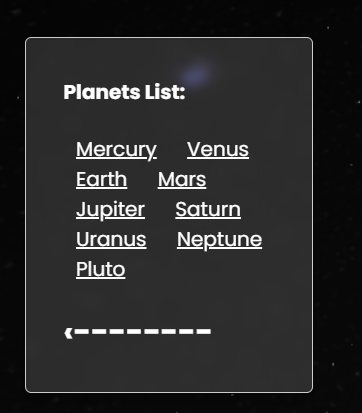 Planets List:
Mercury Venus
Earth Mars
Jupiter Saturn
Uranus Neptune
Pluto
‹--------